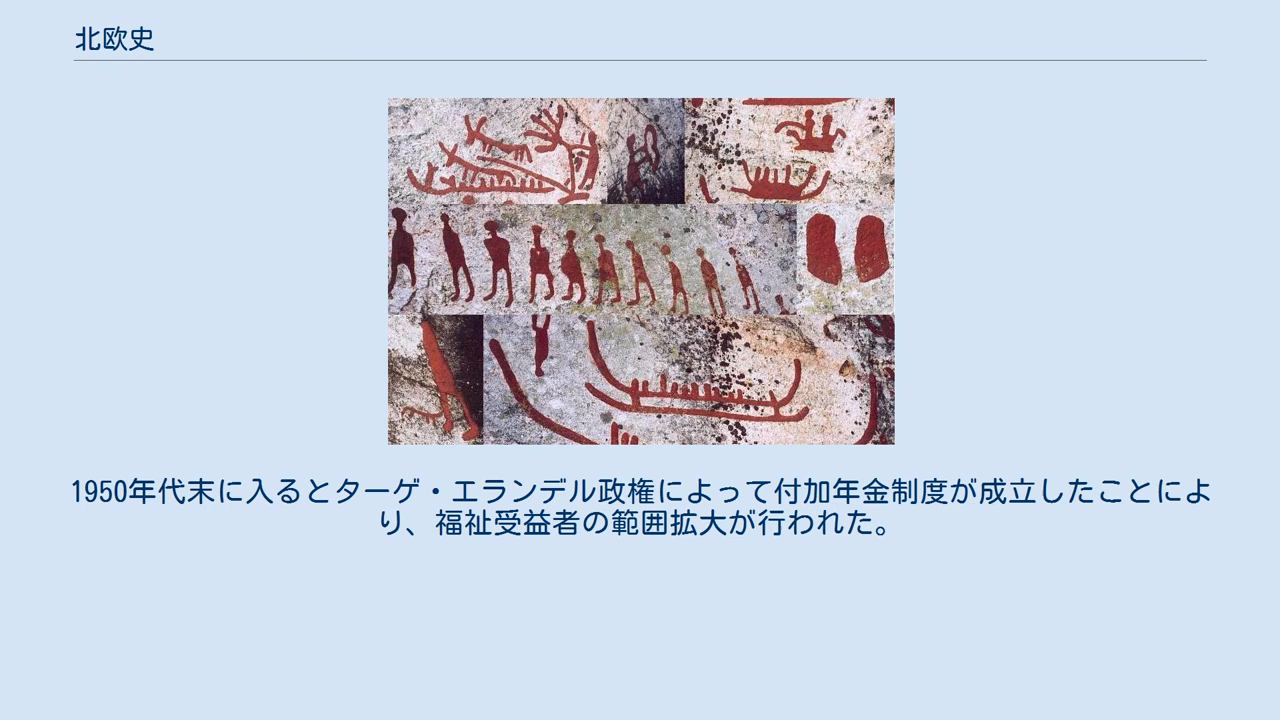 北欧史
1950年代末に入るとターゲ・エランデル政権によって付加年金制度が成立したことによ
り、福祉受益者の範囲拡大が行われた。